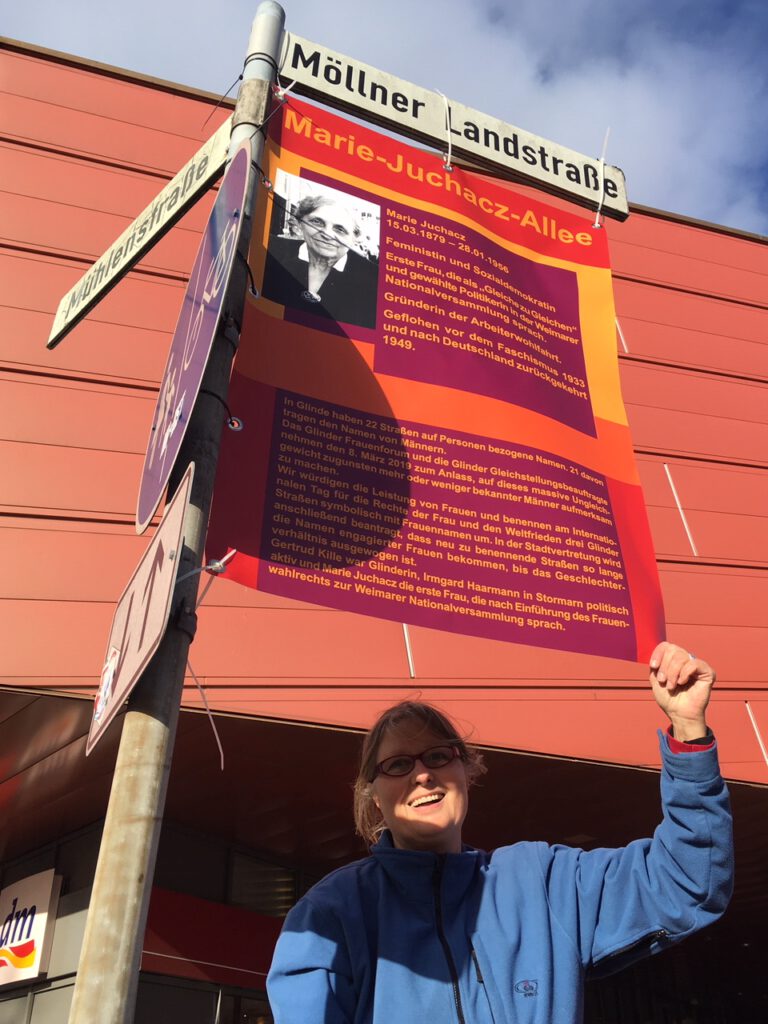 Möllner Landstraße
Mühlenstraße
Marie-Juchacz-Allee
Marie Juchacz
15.03.1879 – 28.01.1956
Feministin und Sozialdemokratin
Erste Frau, die als „Gleiche zu Gleichen“
und gewählte Politikerin in der Weimarer
Nationalversammlung sprach.
Gründerin der Arbeiterwohlfahrt.
Geflohen vor dem Faschismus 1933
und nach Deutschland zurückgekehrt
1949.
In Glinde haben 22 Straßen auf Personen bezogene Namen. 21 davon
tragen den Namen von Männern.
Das Glinder Frauenforum und die Glinder Gleichstellungsbeauftragte
nehmen den 8. März 2019 zum Anlass, auf dieses massive Ungleich-
gewicht zugunsten mehr oder weniger bekannter Männer aufmerksam
zu machen.
Wir würdigen die Leistung von Frauen und benennen am Internatio-
nalen Tag für die Rechte der Frau und den Weltfrieden drei Glinder
Straßen symbolisch mit Frauennamen um. In der Stadtvertretung wird
anschließend beantragt, dass neu zu benennende Straßen so lange
die Namen engagierter Frauen bekommen, bis das Geschlechter-
verhältnis ausgewogen ist.
Gertrud Kille war Glinderin, Irmgard Haarmann in Stormarn politisch
aktiv und Marie Juchacz die erste Frau, die nach Einführung des Frauen-
wahlrechts zur Weimarer Nationalversammlung sprach.
dm